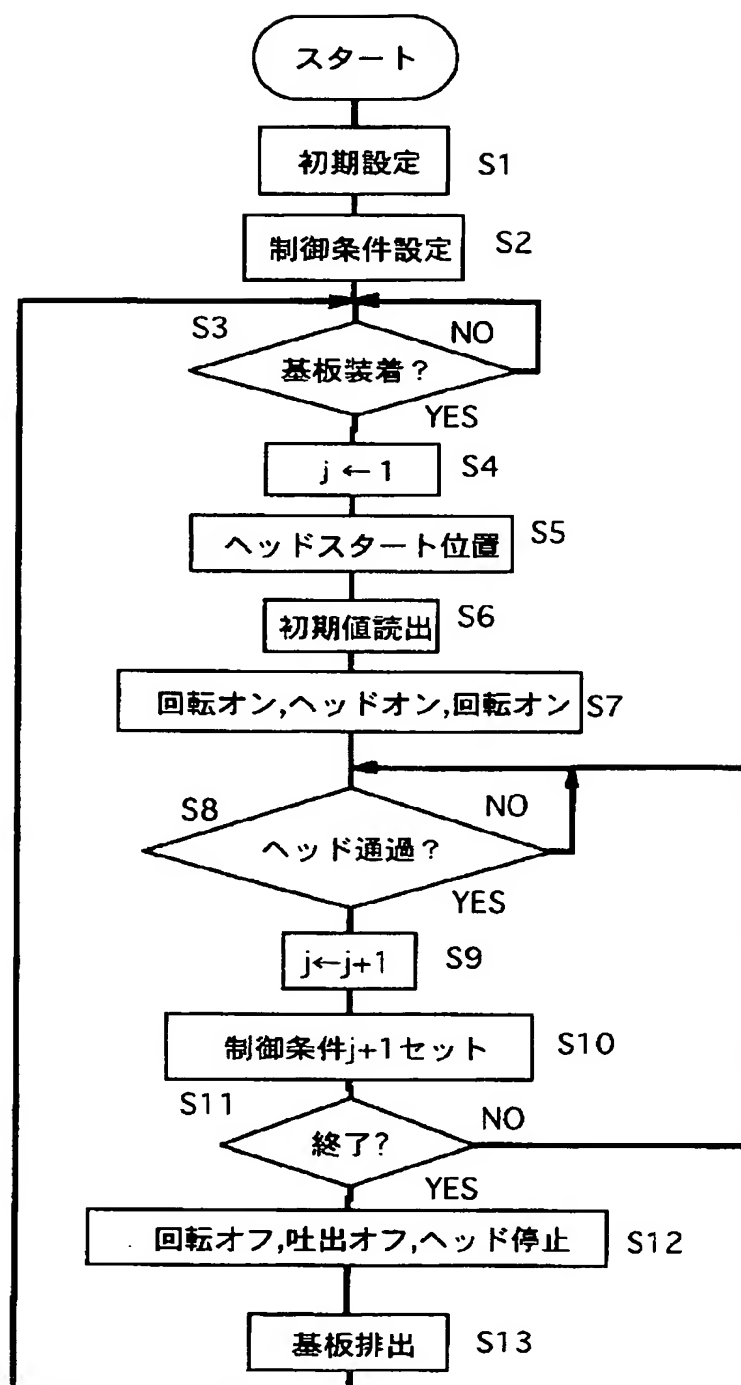 スタート
初期設定 S1
制御条件設定 S2
S3 NO
基板装着？
YES
j ← 1 S4
ヘッドスタート位置 S5
初期値読出 S6
回転オン,ヘッドオン,回転オン S7
S8 NO
ヘッド通過？
YES
j←j+1 S9
制御条件j+1セット S10
S11 NO
終了?
YES
回転オフ,吐出オフ,ヘッド停止 S12
基板排出 S13